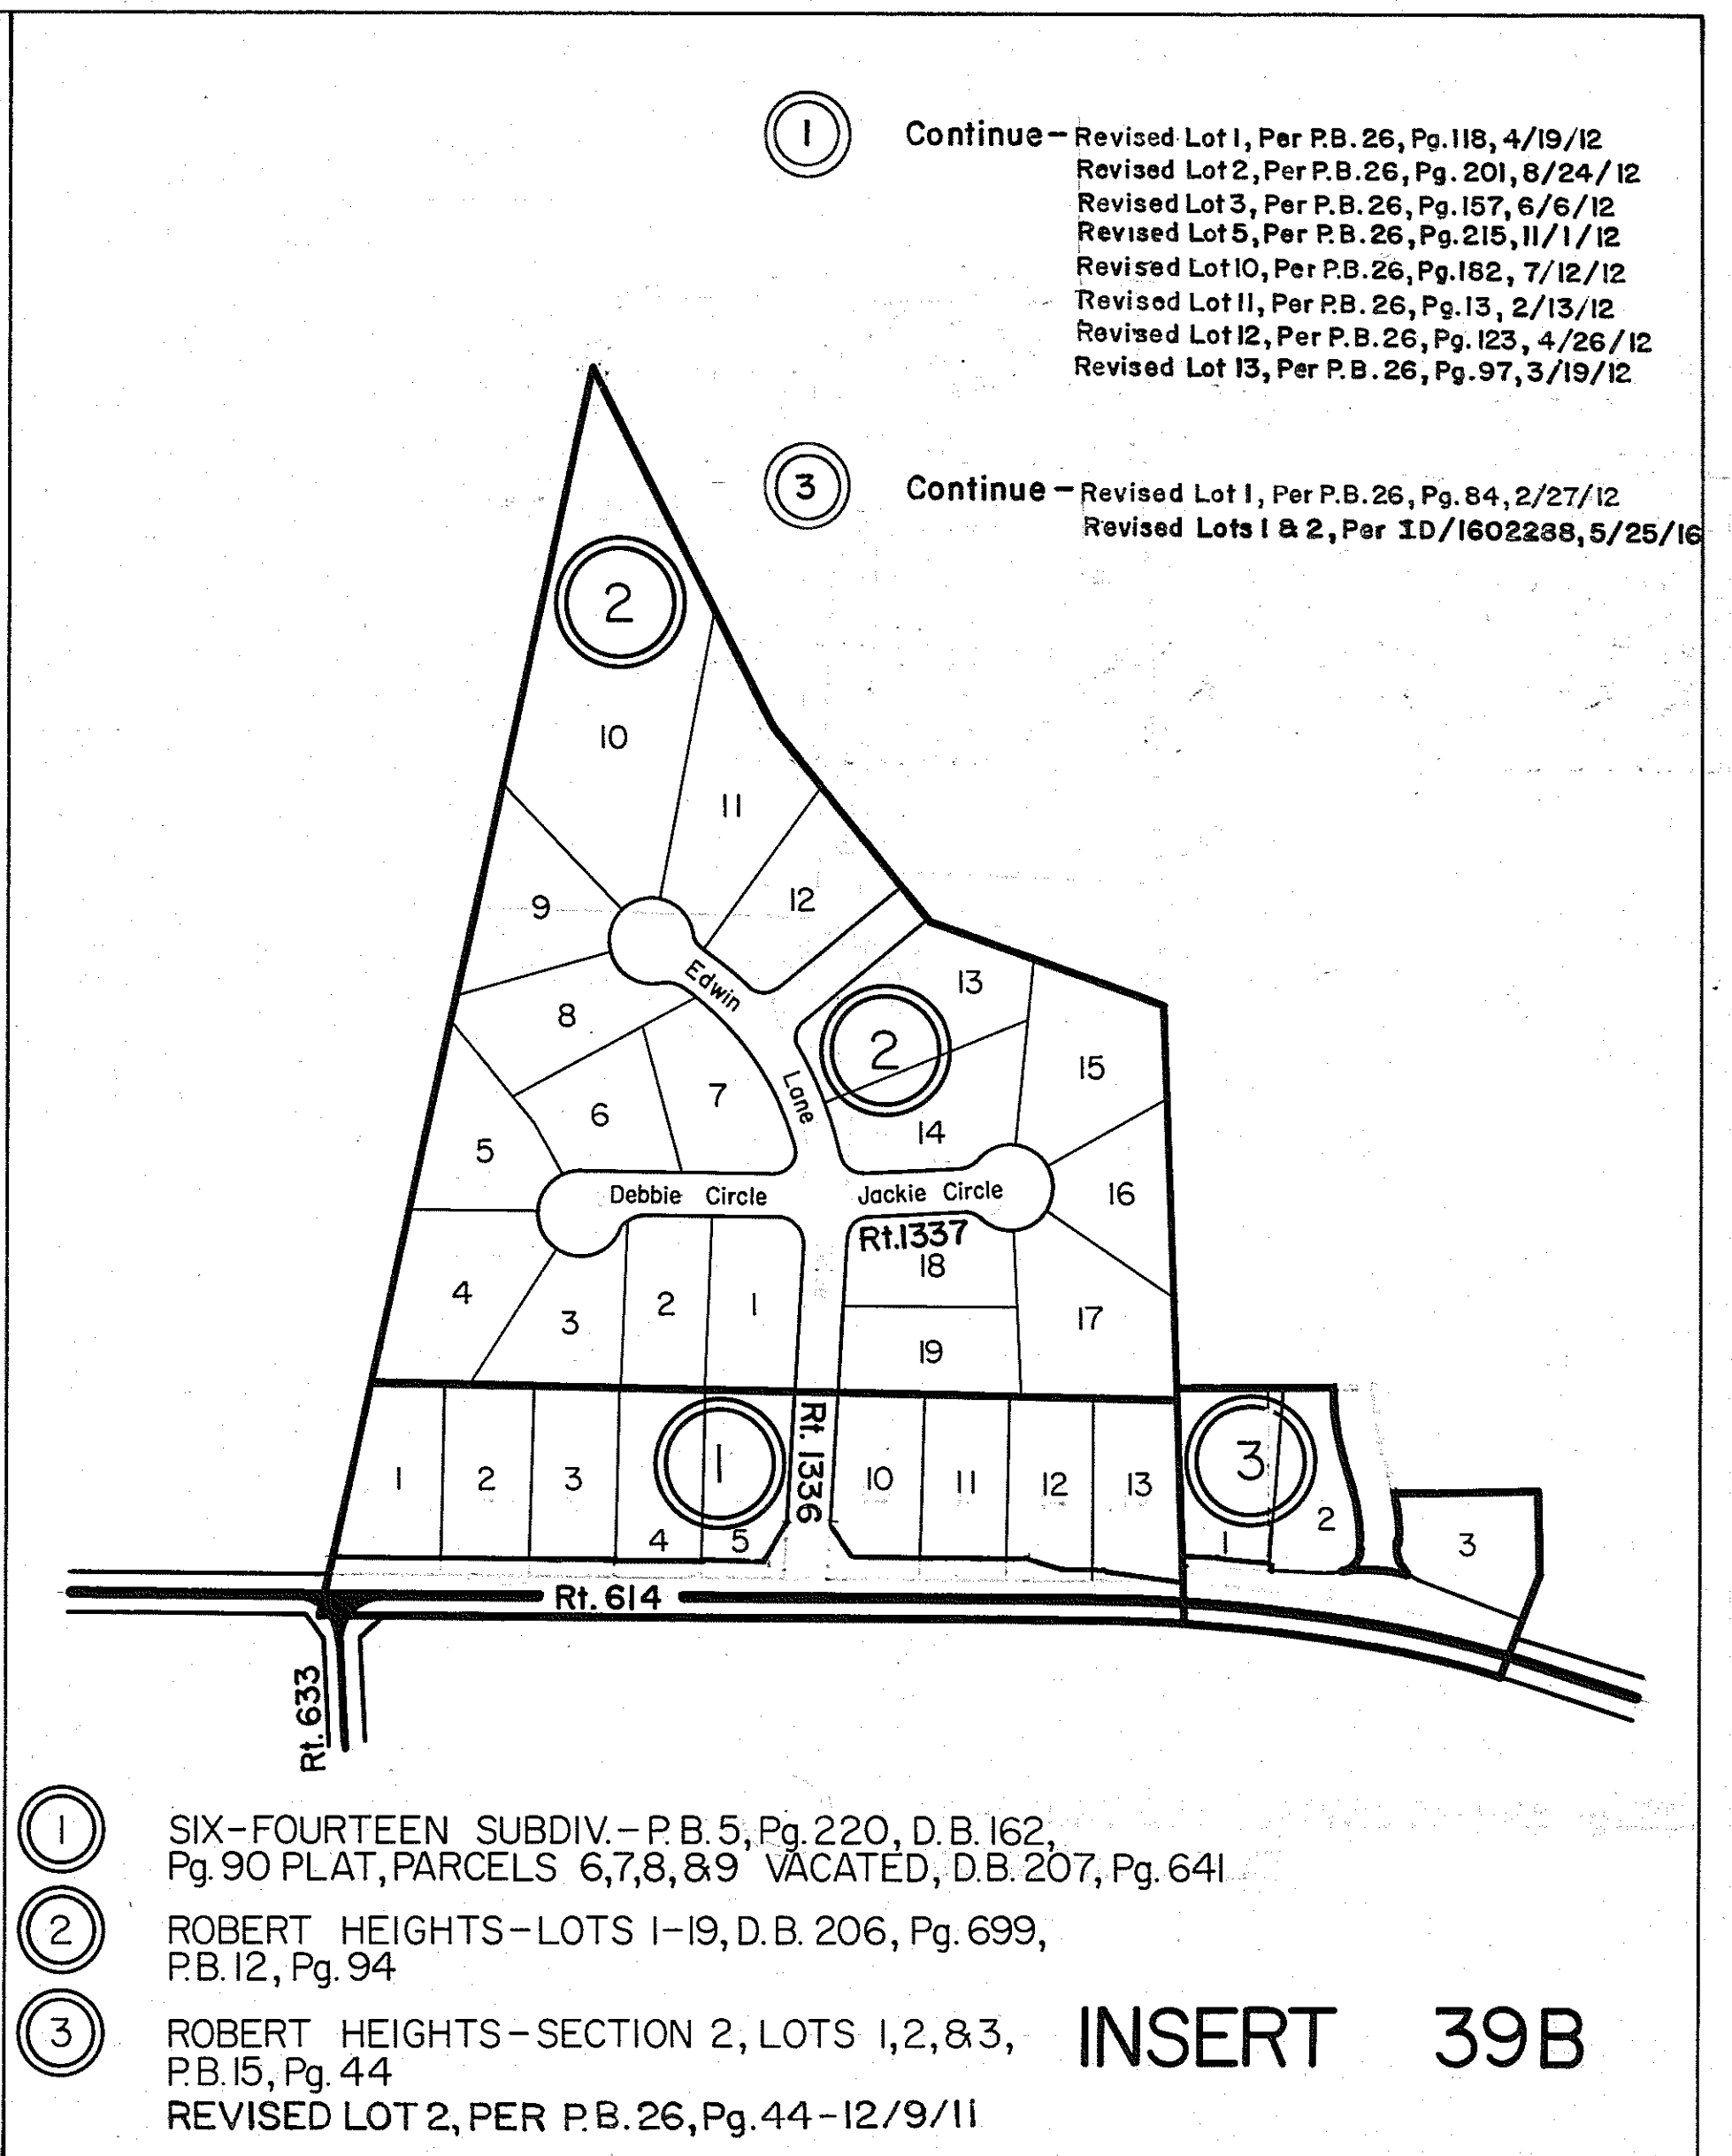 1
Continue - Revised Lot 1, Per P.B. 26, Pg. 118, 4/19/12
Revised Lot 2, Per P.B. 26, Pg. 201, 8/24/12
Revised Lot 3, Per P.B. 26, Pg. 157, 6/6/12
Revised Lot 5, Per P.B. 26, Pg. 215, 11/1/12
Revised Lot 10, Per P.B. 26, Pg. 182, 7/12/12
Revised Lot 11, Per P.B. 26, Pg. 13, 2/13/12
Revised Lot 12, Per P.B. 26, Pg. 123, 4/26/12
Revised Lot 13, Per P.B. 26, Pg. 97, 3/19/12
3
Continue - Revised Lot 1, Per P.B. 26, Pg. 84, 2/27/12
Revised Lots 1 & 2, Per ID/1602288, 5/25/16
2
10
11
12
9
Edwin
13
8
2
15
Lane
7
6
14
5
16
Debbie Circle
Jackie Circle
Rt. 1337
18
4
2
1
3
17
19
1
2
3
1
4
5
Rt. 1336
10
11
12
13
3
1
2
3
Rt. 614
Rt. 633
1
SIX-FOURTEEN SUBDIV. - P.B. 5, Pg. 220, D.B. 162,
Pg. 90 PLAT, PARCELS 6,7,8,&9 VACATED, D.B. 207, Pg. 641
2
ROBERT HEIGHTS - LOTS 1-19, D.B. 206, Pg. 699,
P.B. 12, Pg. 94
3
ROBERT HEIGHTS - SECTION 2, LOTS 1,2,&3,
P.B. 15, Pg. 44
REVISED LOT 2, PER P.B. 26, Pg. 44 - 12/9/11
INSERT 39B